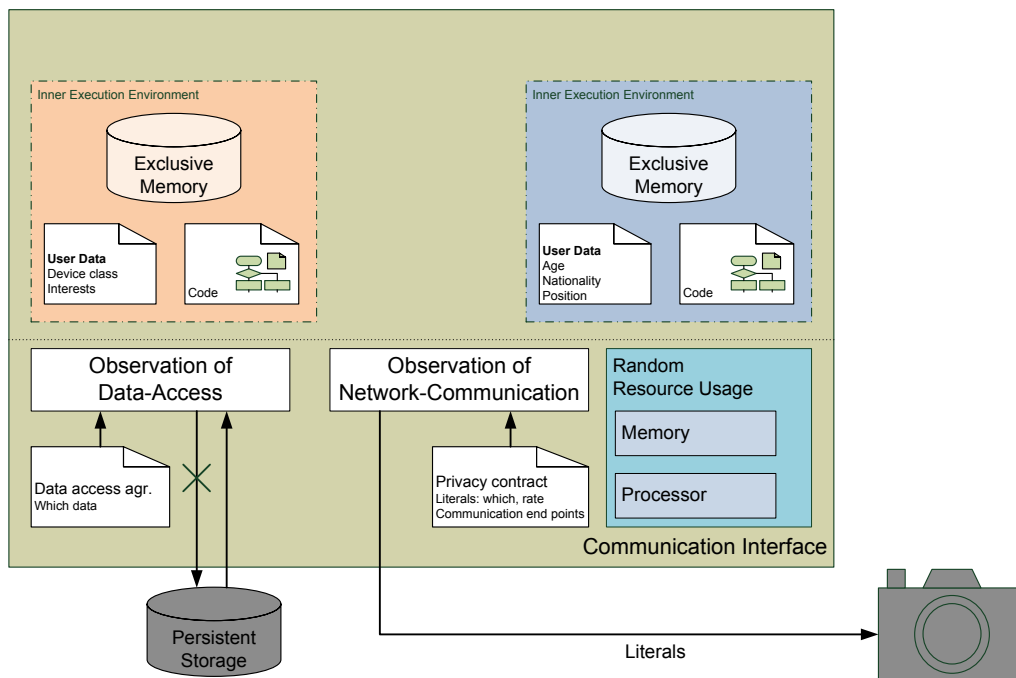 Inner Execution Environment
Exclusive
Memory
User Data
Device class
Interests
Code
Inner Execution Environment
Exclusive
Memory
User Data
Age
Nationality
Position
Code
Observation of
Data-Access
Observation of
Network-Communication
Random
Resource Usage
Memory
Processor
Data access agr.
Which data
Privacy contract
Literals: which, rate
Communication end points
Communication Interface
Persistent
Storage
Literals